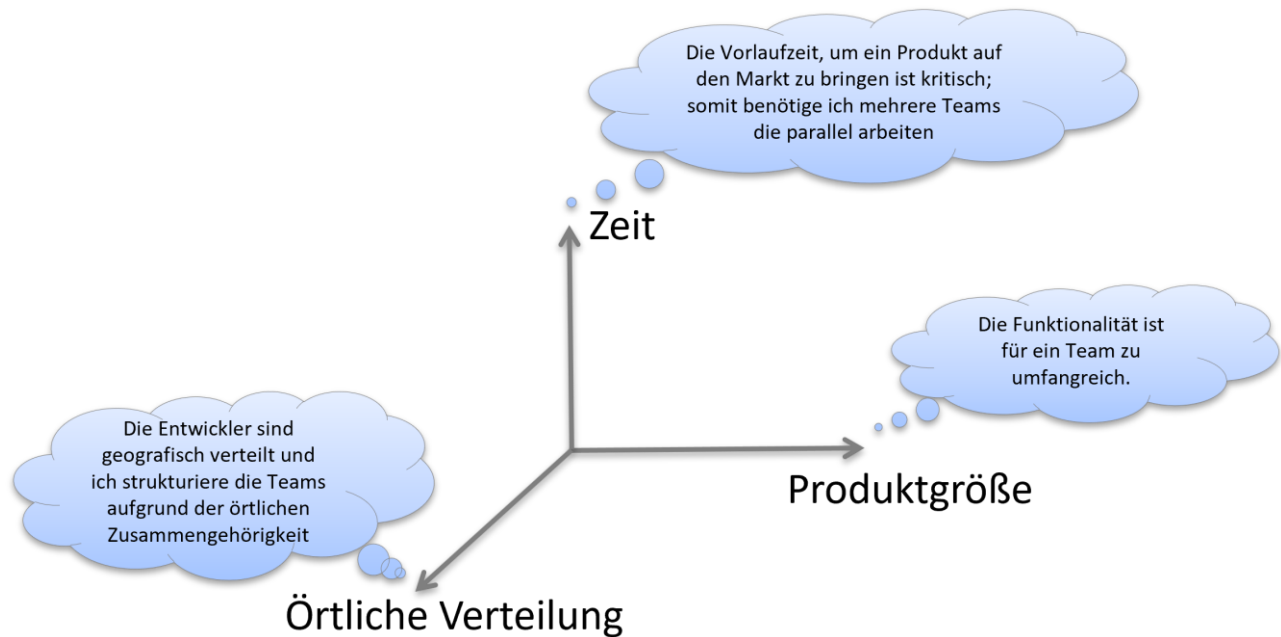 Die Vorlaufzeit, um ein Produkt auf
den Markt zu bringen ist kritisch;
somit benötige ich mehrere Teams
die parallel arbeiten
Zeit
Die Funktionalität ist
für ein Team zu
umfangreich.
Produktgröße
Die Entwickler sind
geografisch verteilt und
ich strukturiere die Teams
aufgrund der örtlichen
Zusammengehörigkeit
Örtliche Verteilung